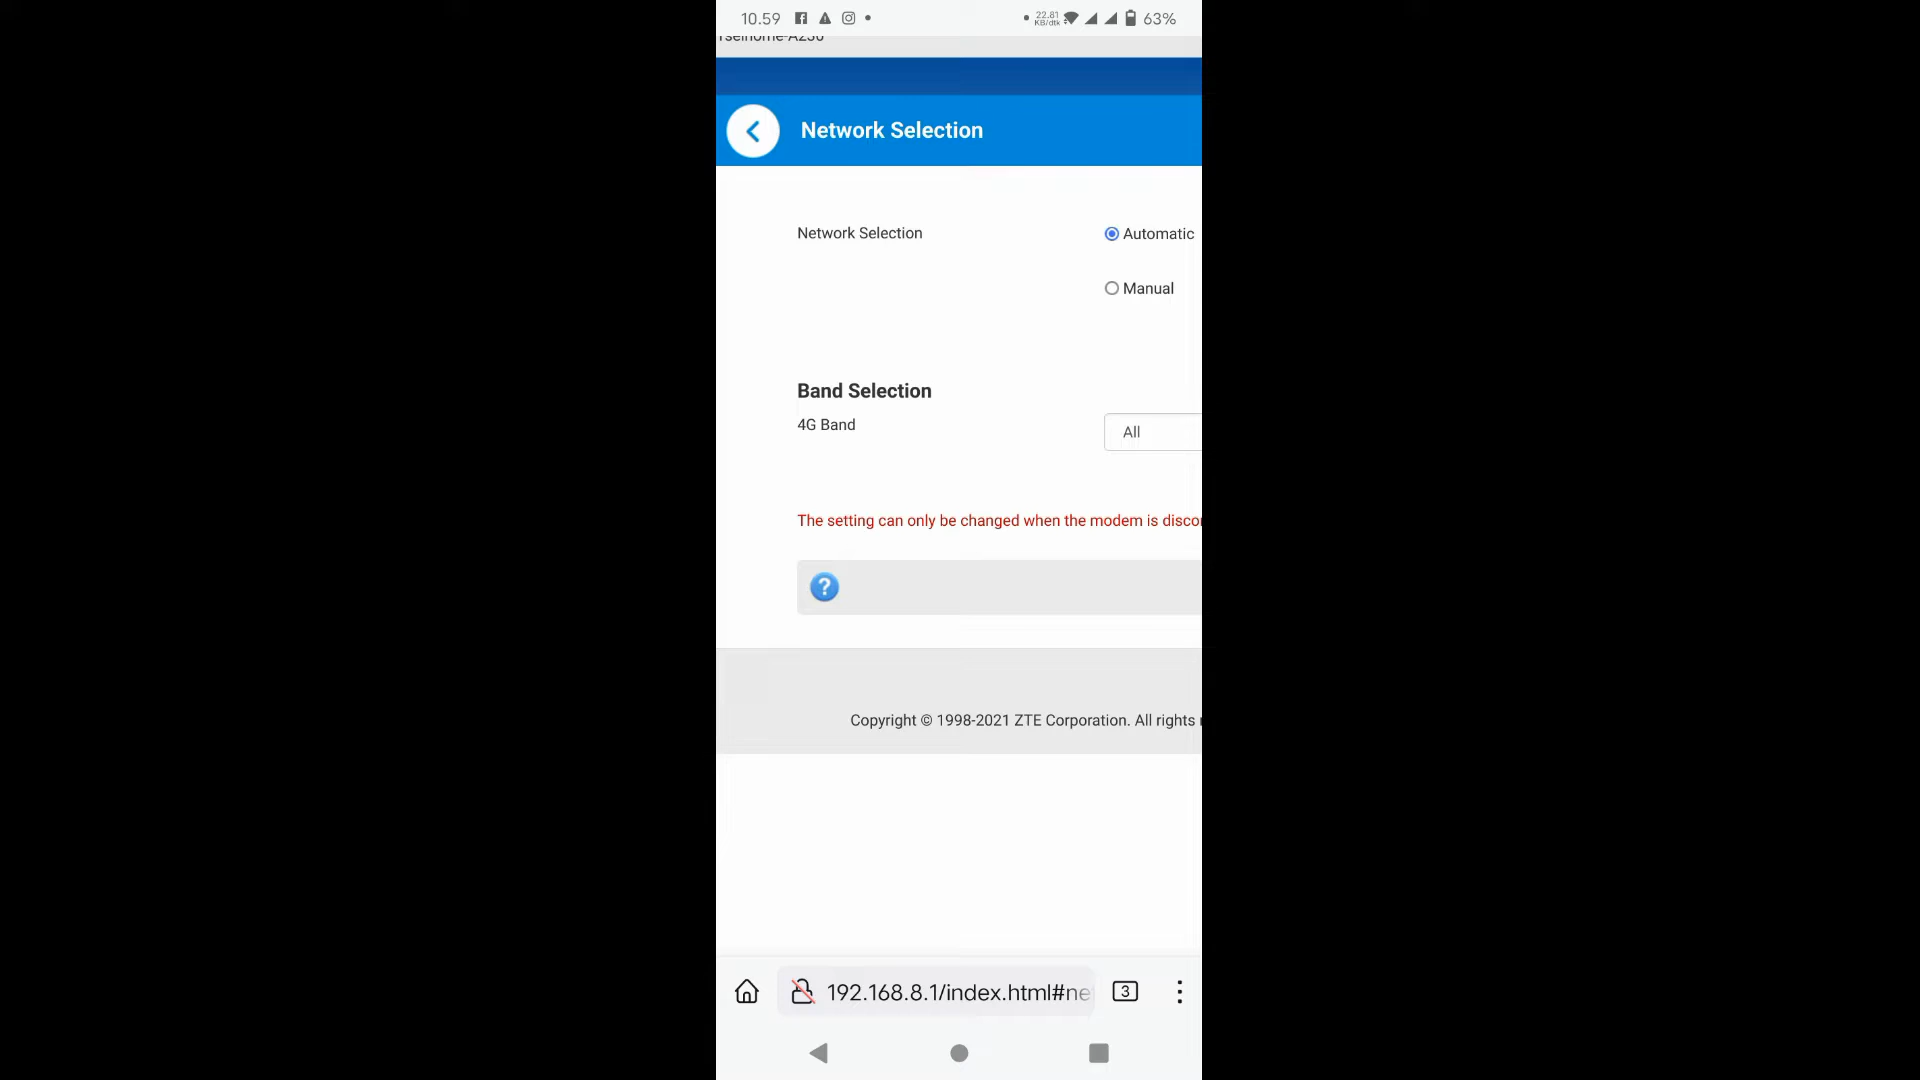 10.59
22.81
KB/dtk
63%
Tselhome-A230
Network Selection
Network Selection
Automatic
Manual
Band Selection
4G Band
All
The setting can only be changed when the modem is disco
?
Copyright © 1998-2021 ZTE Corporation. All rights
192.168.8.1/index.html#ne
3